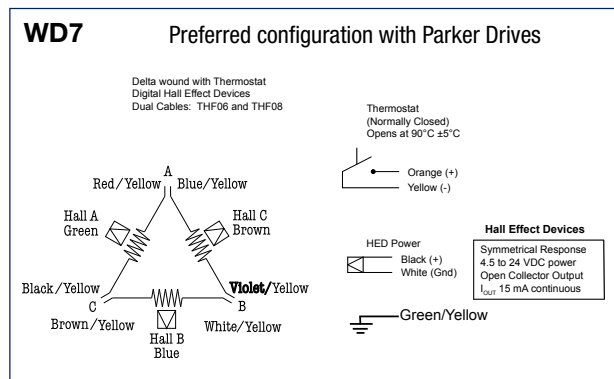 WD7 Preferred configuration with Parker Drives
Delta wound with Thermostat
Digital Hall Effect Devices
Dual Cables: THF06 and THF08
Thermostat
(Normally Closed)
Opens at 90°C ±5°C
Orange (+)
Yellow (-)
A
Red/Yellow Blue/Yellow
Hall A
Green
Hall C
Brown
Black/Yellow
C
Brown/Yellow
Violet/Yellow
B
White/Yellow
Hall B
Blue
HED Power
Black (+)
White (Gnd)
Hall Effect Devices
Symmetrical Response
4.5 to 24 VDC power
Open Collector Output
IOUT 15 mA continuous
Green/Yellow